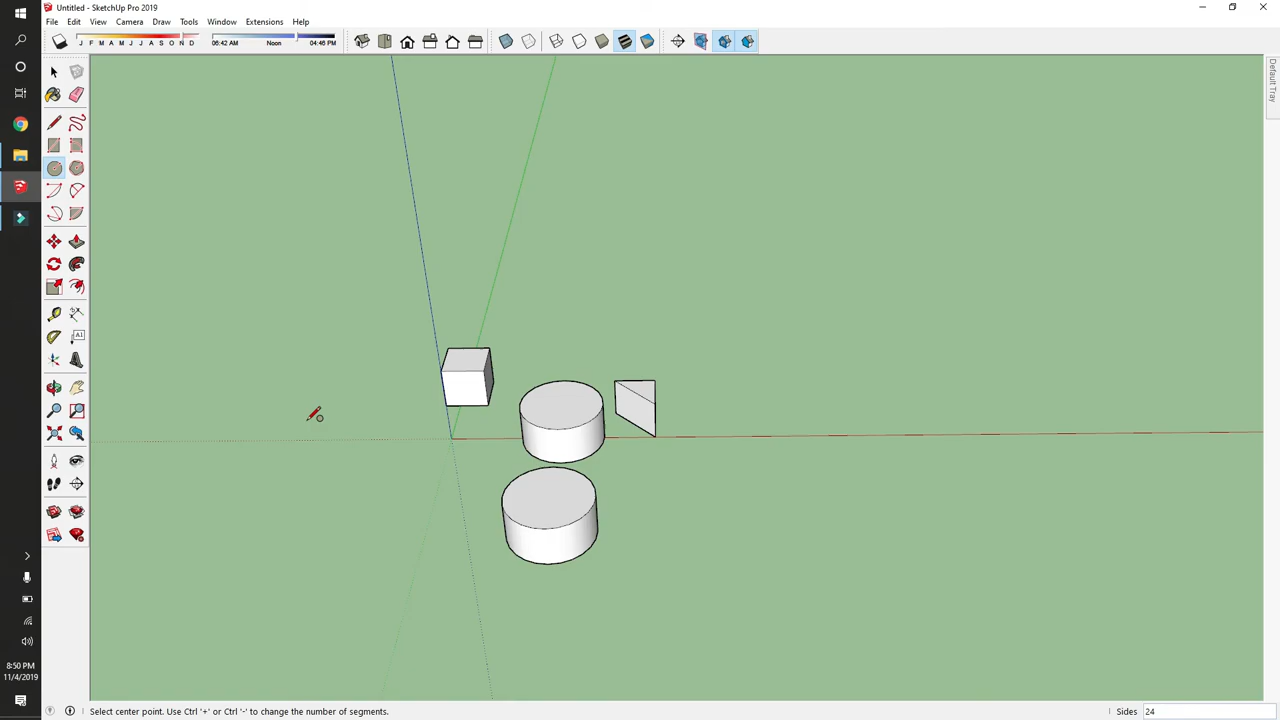 Untitled - SketchUp Pro 2019
File Edit View Camera Draw Tools Window Extensions Help
J F M A M J J A S O N D 06:42 AM Noon 04:46 PM
Default Tray
A1
8:50 PM
11/4/2019
Select center point. Use Ctrl '+' or Ctrl '-' to change the number of segments. Sides 24